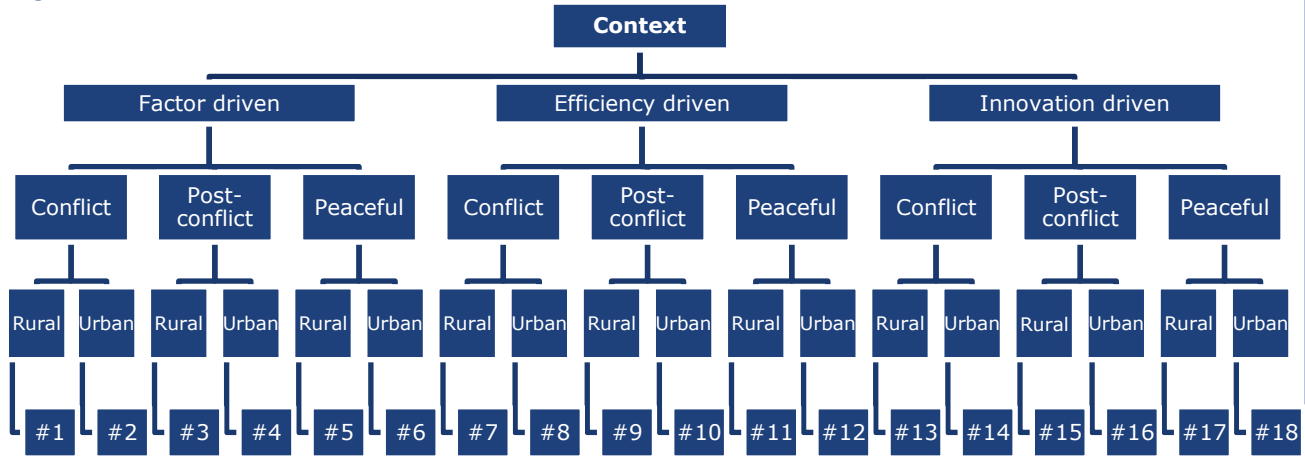 Context
Factor driven
Efficiency driven
Innovation driven
Conflict
Post-
conflict
Peaceful
Conflict
Post-
conflict
Peaceful
Conflict
Post-
conflict
Peaceful
Rural
Urban
Rural
Urban
Rural
Urban
Rural
Urban
Rural
Urban
Rural
Urban
Rural
Urban
Rural
Urban
Rural
Urban
#1
#2
#3
#4
#5
#6
#7
#8
#9
#10
#11
#12
#13
#14
#15
#16
#17
#18